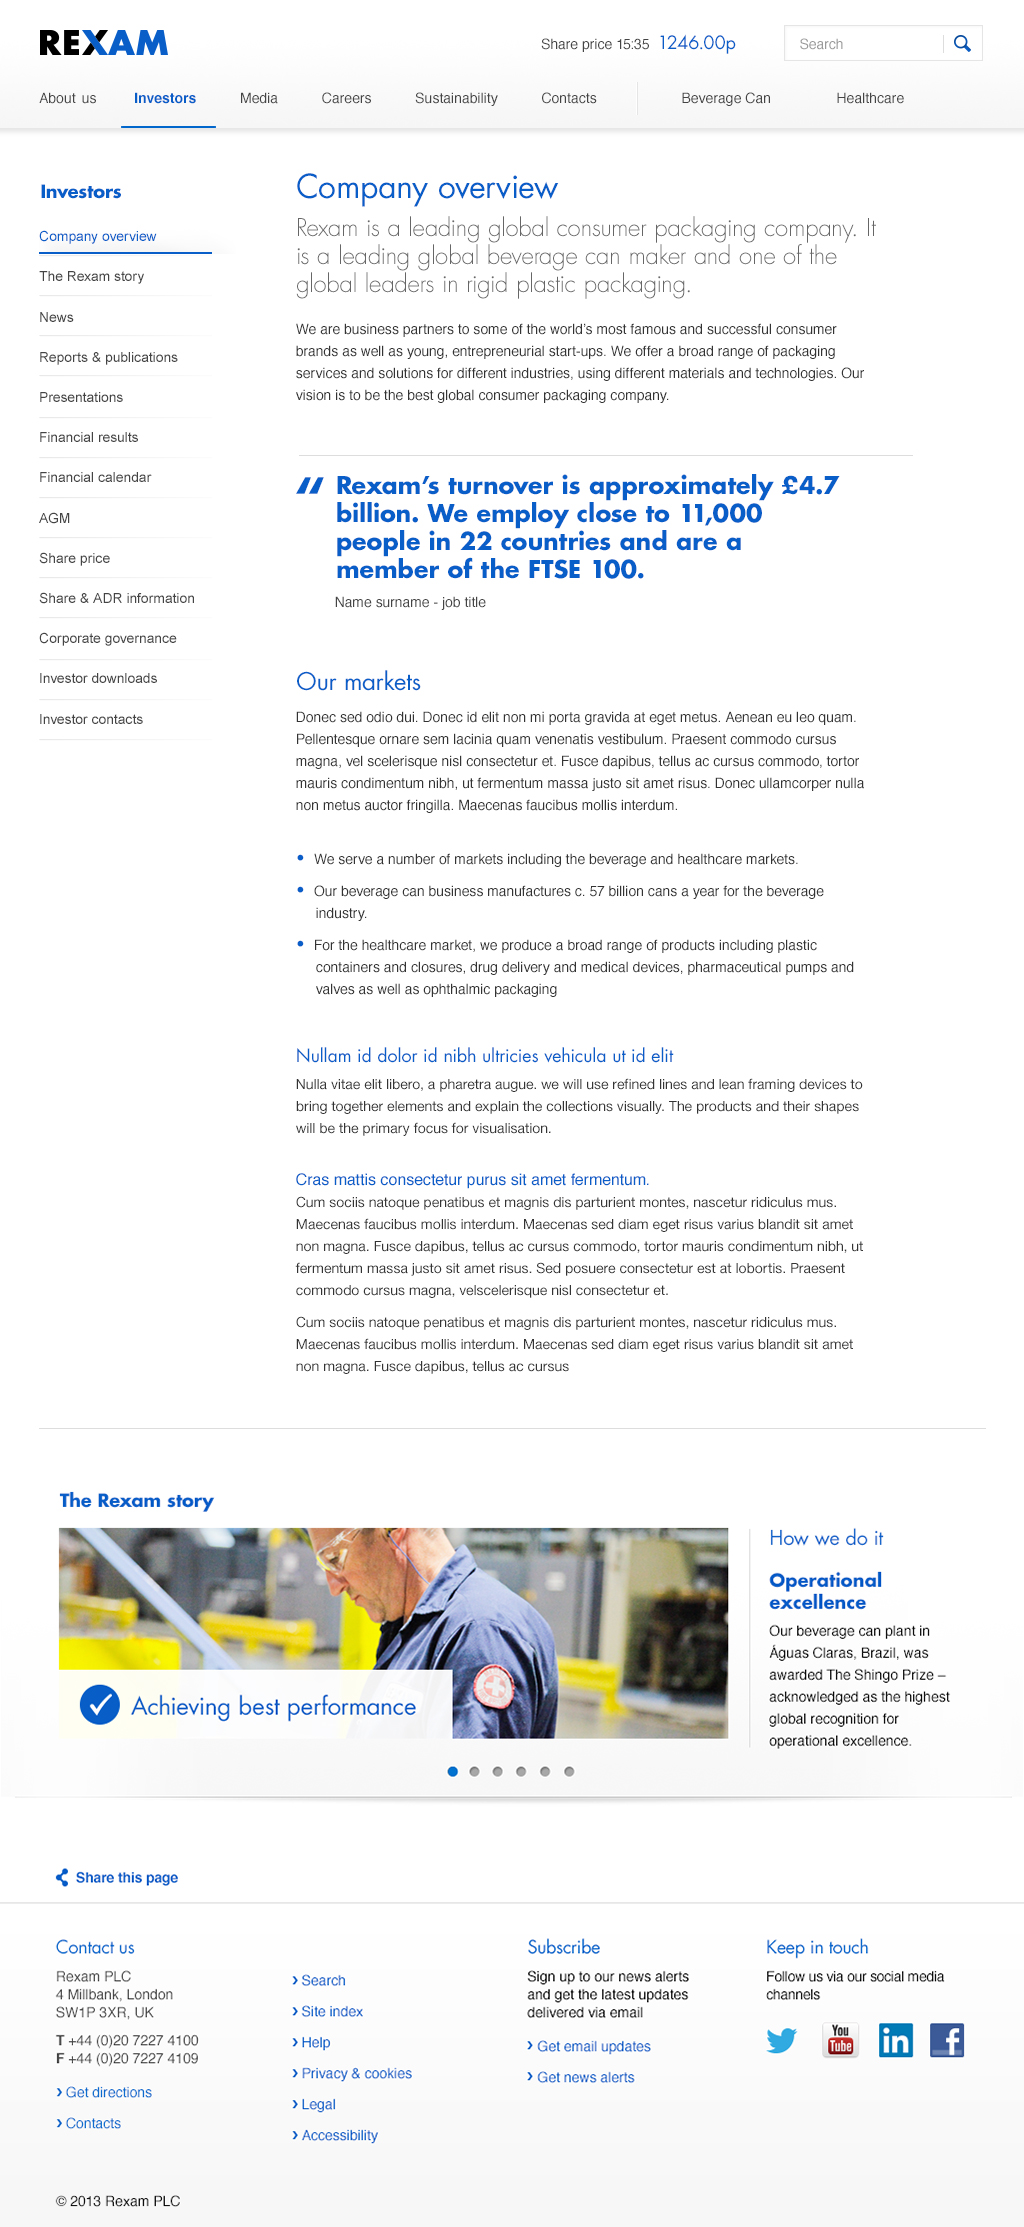 REXAM
Share price 15:35 1246.00p
Search
About us Investors Media Careers Sustainability Contacts Beverage Can Healthcare
Investors
Company overview
The Rexam story
News
Reports & publications
Presentations
Financial results
Financial calendar
AGM
Share price
Share & ADR information
Corporate governance
Investor downloads
Investor contacts
Company overview
Rexam is a leading global consumer packaging company. It
is a leading global beverage can maker and one of the
global leaders in rigid plastic packaging.
We are business partners to some of the world’s most famous and successful consumer
brands as well as young, entrepreneurial start-ups. We offer a broad range of packaging
services and solutions for different industries, using different materials and technologies. Our
vision is to be the best global consumer packaging company.
“ Rexam’s turnover is approximately £4.7
billion. We employ close to 11,000
people in 22 countries and are a
member of the FTSE 100.
Name surname - job title
Our markets
Donec sed odio dui. Donec id elit non mi porta gravida at eget metus. Aenean eu leo quam.
Pellentesque ornare sem lacinia quam venenatis vestibulum. Praesent commodo cursus
magna, vel scelerisque nisl consectetur et. Fusce dapibus, tellus ac cursus commodo, tortor
mauris condimentum nibh, ut fermentum massa justo sit amet risus. Donec ullamcorper nulla
non metus auctor fringilla. Maecenas faucibus mollis interdum.
• We serve a number of markets including the beverage and healthcare markets.
• Our beverage can business manufactures c. 57 billion cans a year for the beverage
industry.
• For the healthcare market, we produce a broad range of products including plastic
containers and closures, drug delivery and medical devices, pharmaceutical pumps and
valves as well as ophthalmic packaging
Nullam id dolor id nibh ultricies vehicula ut id elit
Nulla vitae elit libero, a pharetra augue. we will use refined lines and lean framing devices to
bring together elements and explain the collections visually. The products and their shapes
will be the primary focus for visualisation.
Cras mattis consectetur purus sit amet fermentum.
Cum sociis natoque penatibus et magnis dis parturient montes, nascetur ridiculus mus.
Maecenas faucibus mollis interdum. Maecenas sed diam eget risus varius blandit sit amet
non magna. Fusce dapibus, tellus ac cursus commodo, tortor mauris condimentum nibh, ut
fermentum massa justo sit amet risus. Sed posuere consectetur est at lobortis. Praesent
commodo cursus magna, velscelerisque nisl consectetur et.
Cum sociis natoque penatibus et magnis dis parturient montes, nascetur ridiculus mus.
Maecenas faucibus mollis interdum. Maecenas sed diam eget risus varius blandit sit amet
non magna. Fusce dapibus, tellus ac cursus
The Rexam story
Achieving best performance
How we do it
Operational
excellence
Our beverage can plant in
Águas Claras, Brazil, was
awarded The Shingo Prize –
acknowledged as the highest
global recognition for
operational excellence.
Share this page
Contact us
Rexam PLC
4 Millbank, London
SW1P 3XR, UK
T +44 (0)20 7227 4100
F +44 (0)20 7227 4109
› Get directions
› Contacts
› Search
› Site index
› Help
› Privacy & cookies
› Legal
› Accessibility
Subscribe
Sign up to our news alerts
and get the latest updates
delivered via email
› Get email updates
› Get news alerts
Keep in touch
Follow us via our social media
channels
You
Tube
in
f
© 2013 Rexam PLC